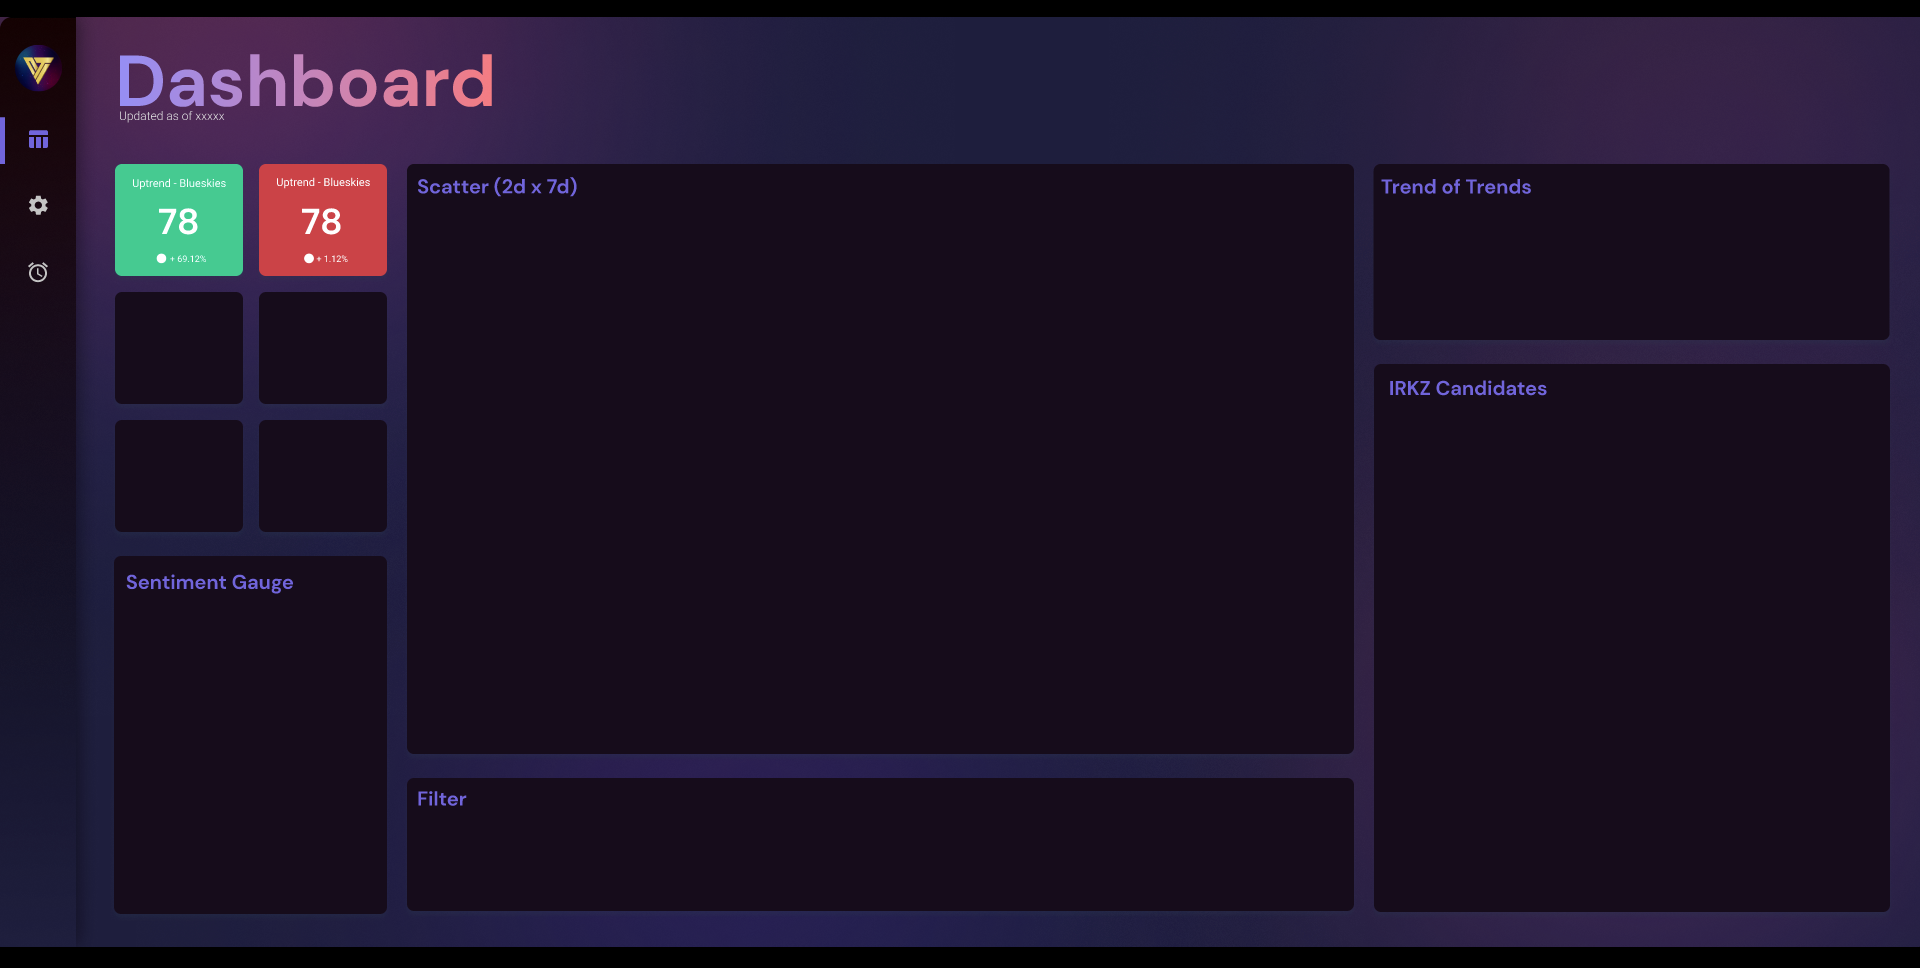 Dashboard
Updated as of xxxxx
Uptrend - Blueskies
78
+ 69.12%
Uptrend - Blueskies
78
+ 1.12%
Scatter (2d x 7d)
Trend of Trends
IRKZ Candidates
Sentiment Gauge
Filter